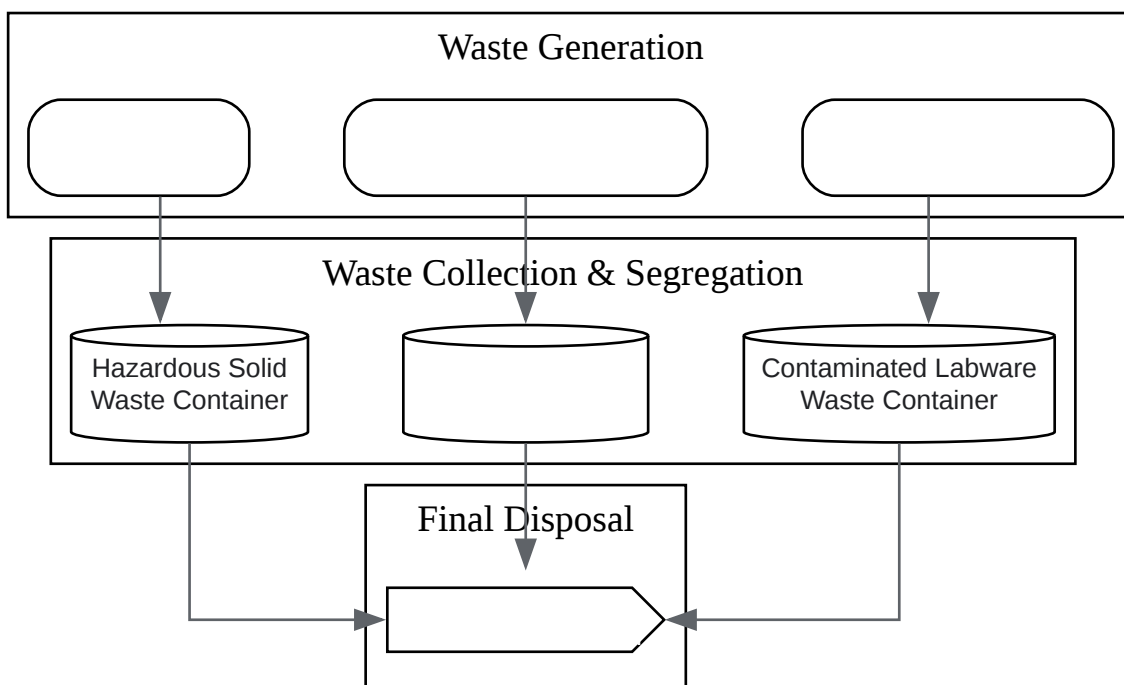 Waste Generation
Waste Collection & Segregation
Hazardous Solid
Waste Container
Contaminated Labware
Waste Container
Final Disposal